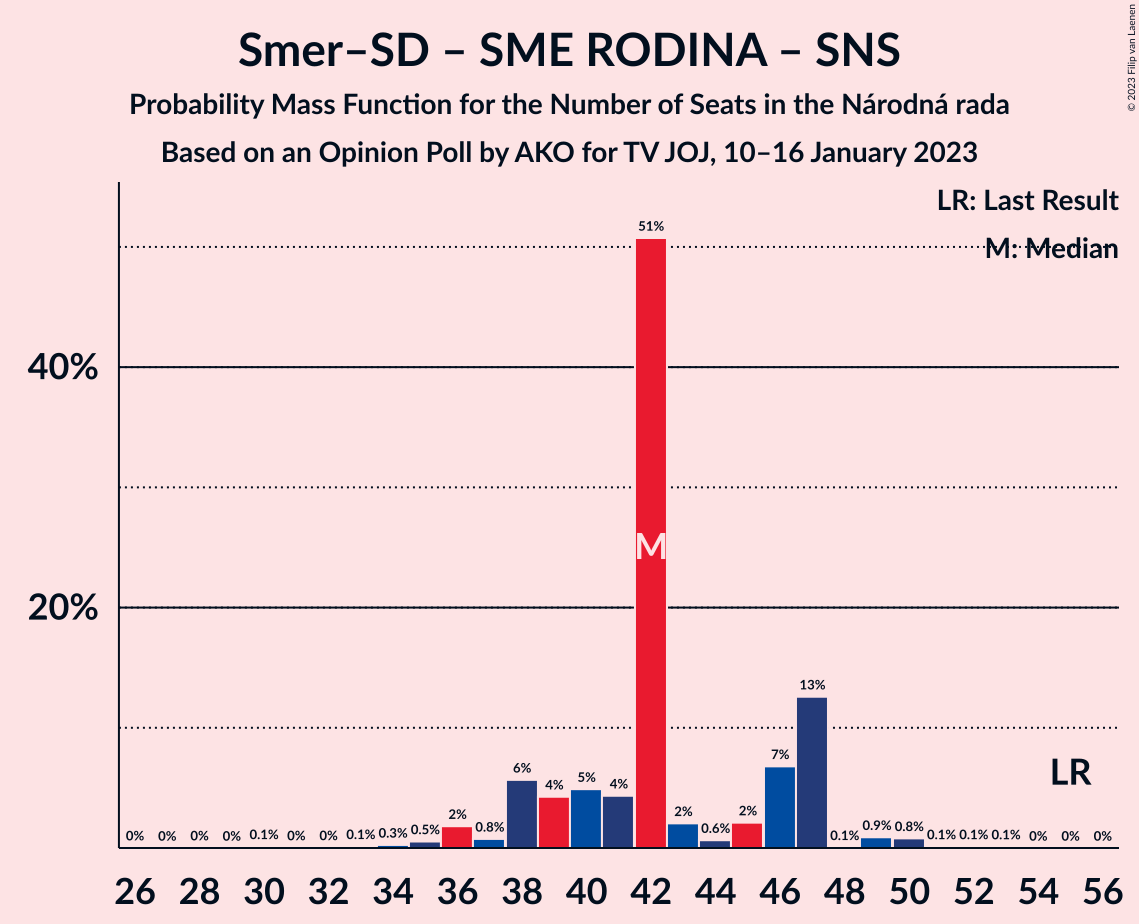 Smer–SD – SME RODINA – SNS
Probability Mass Function for the Number of Seats in the Národná rada
Based on an Opinion Poll by AKO for TV JOJ, 10–16 January 2023
© 2023 Filip van Laenen
LR: Last Result
M: Median
40%
20%
0% 0% 0% 0% 0.1% 0% 0% 0.1% 0.3% 0.5% 2% 0.8% 6% 4% 5% 4% 51% 2% 0.6% 2% 7% 13% 0.1% 0.9% 0.8% 0.1% 0.1% 0.1% 0% 0% 0%
M
LR
26 28 30 32 34 36 38 40 42 44 46 48 50 52 54 56